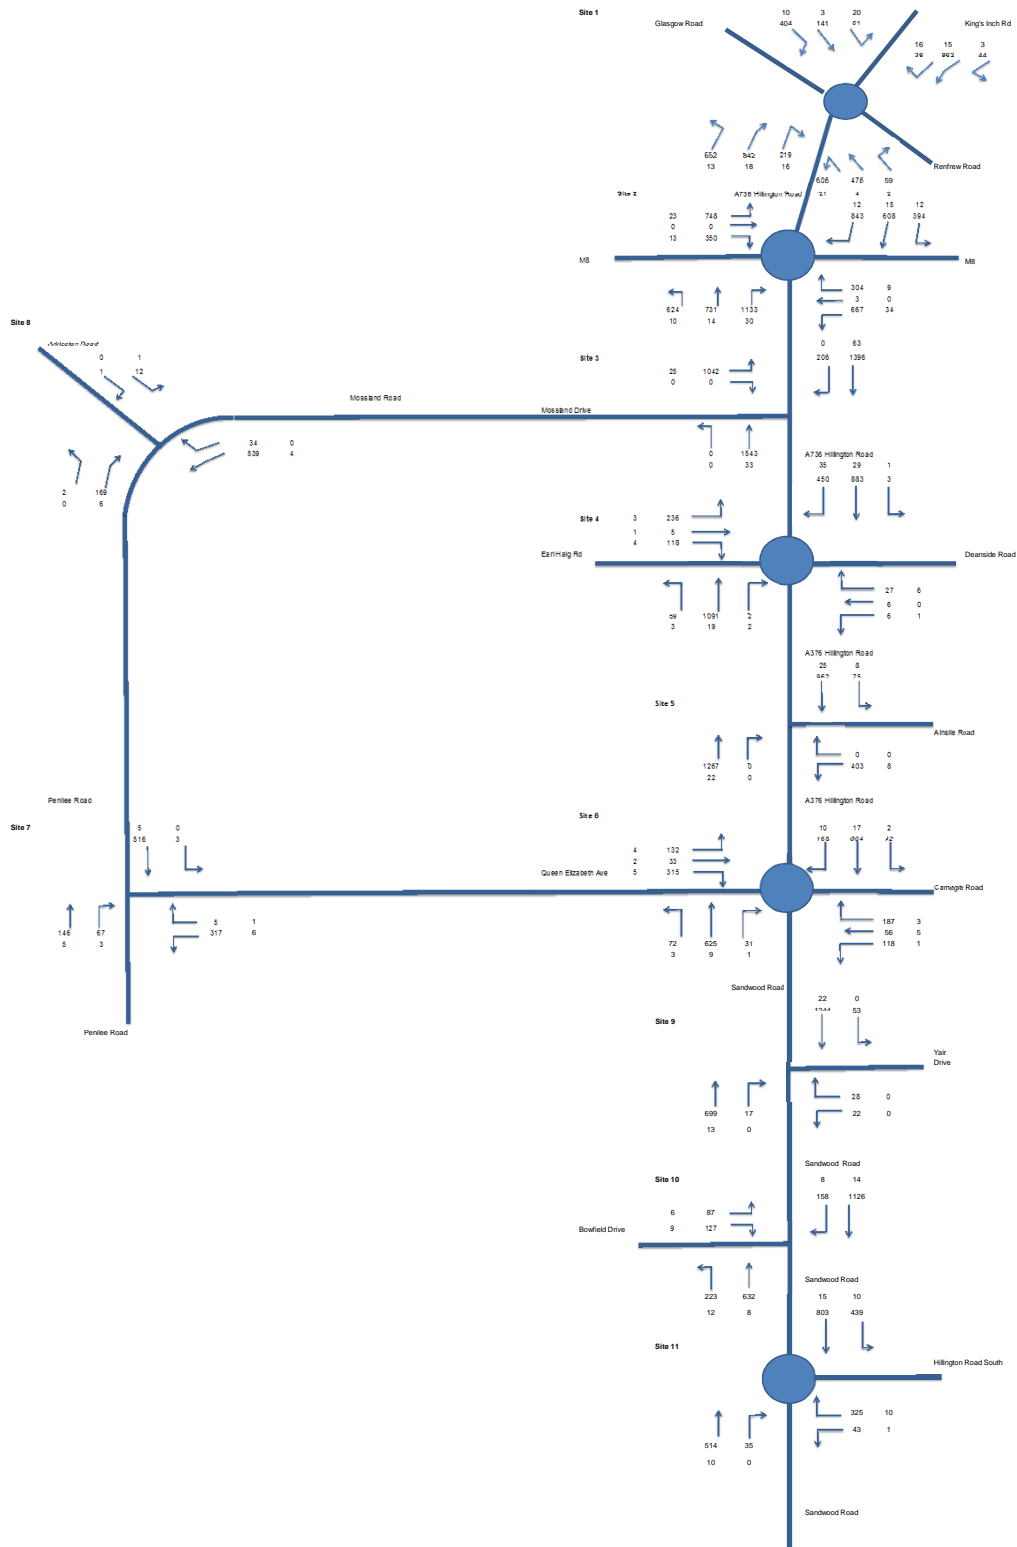 Site 1
10 3 20
Glasgow Road
404 141 51
King's Inch Rd
16 15 3
44
652 842 219
13 18 16
Renfrew Road
605 475 59
21 4 2
Site 2
A736 Hillington Road
12 15 12
843 608 394
23 748
0 0
13 350
M8
M8
304 9
3 0
667 34
624 731 1133
10 14 30
Site 8
0 1
1 12
Site 3
0 63
206 1396
25 1042
0 0
Mossland Road
Mossland Drive
34 0
539 4
0 1543
0 33
A736 Hillington Road
35 29 1
450 883 3
2 169
0 6
Site 4
3 236
1 5
4 118
Earl Haig Rd
Deanside Road
27 6
6 0
6 1
59 1091 2
3 19 2
A376 Hillington Road
25 8
962 75
Site 5
Ainslie Road
1267 0
22 0
0 0
403 8
Penilee Road
A376 Hillington Road
Site 6
Site 7
5 0
516 3
10 17 2
4 132
2 33
5 315
Queen Elizabeth Ave
Carnegie Road
187 3
56 5
118 1
146 67
5 3
5 1
317 6
72 625 31
3 9 1
Sandwood Road
22 0
1244 53
Site 9
Penilee Road
Yair
Drive
28 0
22 0
699 17
13 0
Sandwood Road
Site 10
8 14
158 1126
6 87
9 127
Bowfield Drive
Sandwood Road
223 632
12 8
15 10
803 439
Site 11
Hillington Road South
325 10
43 1
514 35
10 0
Sandwood Road